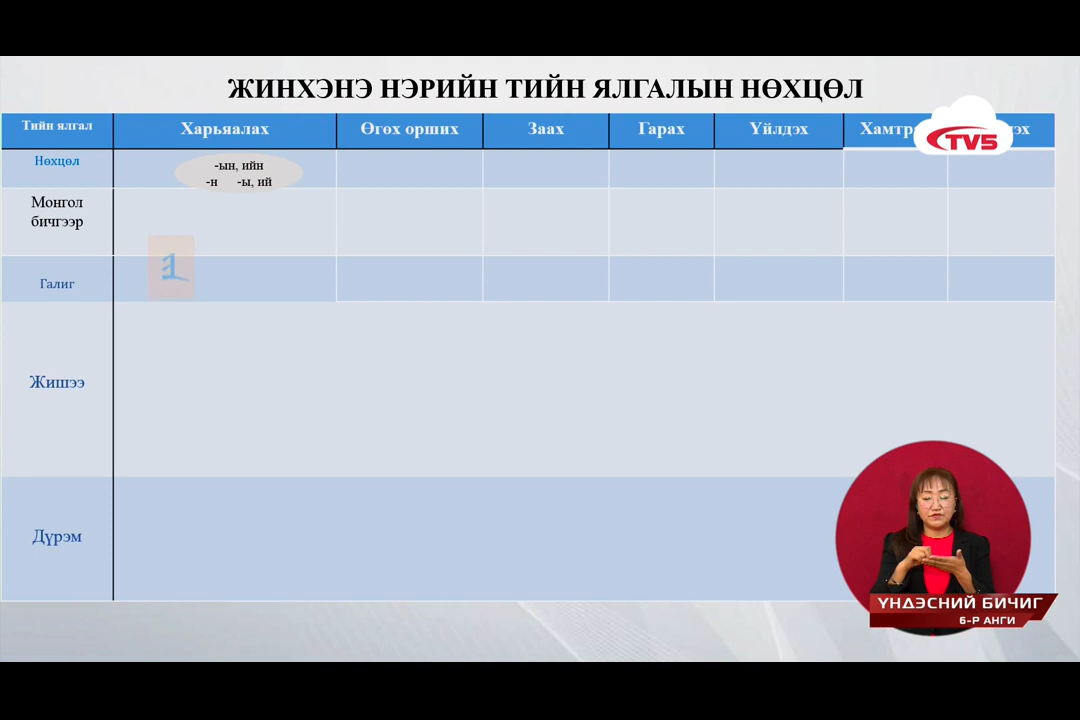 ЖИНХЭНЭ НЭРИЙН ТИЙН ЯЛГАЛЫН НӨХЦӨЛ
Тийн ялгал Харьяалах Өгөх орших Заах Гарах Үйлдэх
TV5
Нөхцөл -ын, ийн
-н -ы, ий
Монгол
бичгээр
Галиг
Жишээ
Дүрэм
ҮНДЭСНИЙ БИЧИГ
6-Р АНГИ